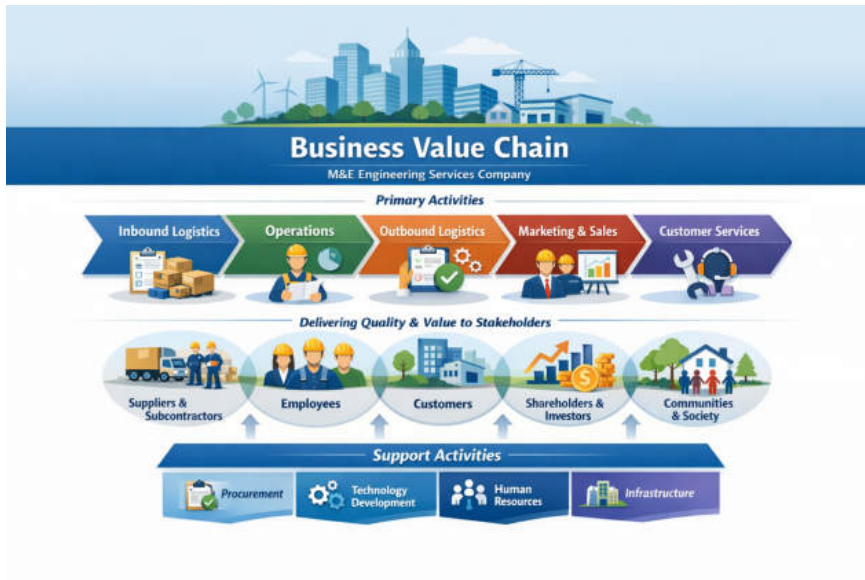 Business Value Chain
M&E Engineering Services Company
Primary Activities
Inbound Logistics
Operations
Outbound Logistics
Marketing & Sales
Customer Services
Delivering Quality & Value to Stakeholders
Suppliers &
Subcontractors
Employees
Customers
Shareholders &
Investors
Communities
& Society
Support Activities
Procurement
Technology
Development
Human
Resources
Infrastructure